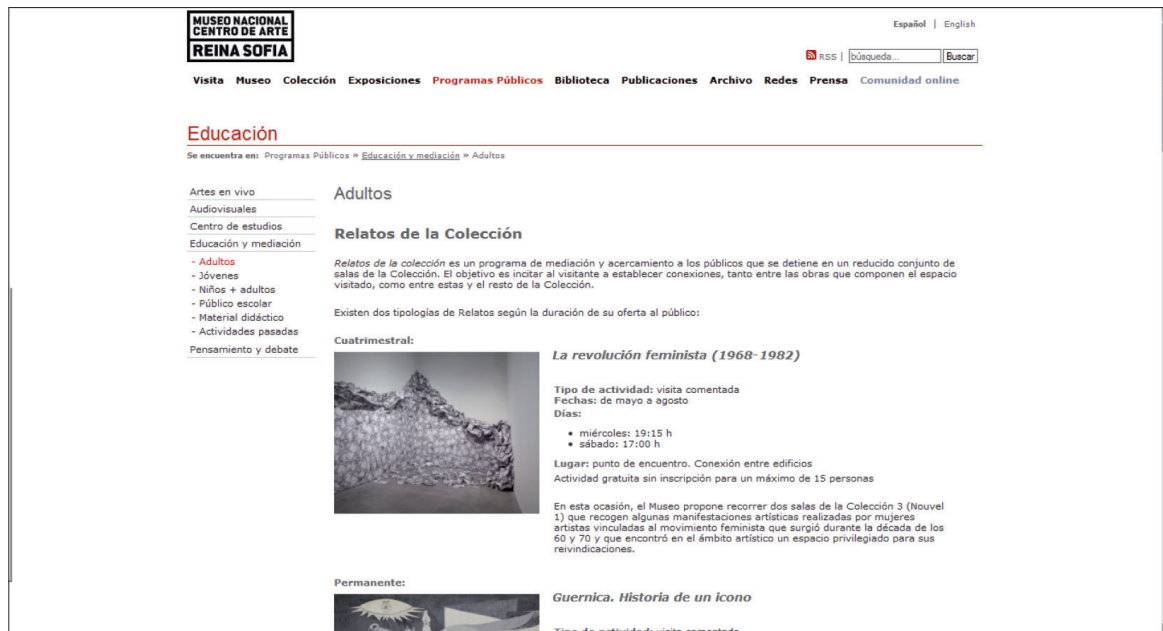 MUSEO NACIONAL
CENTRO DE ARTE
REINA SOFIA
Español | English
RSS | búsqueda... Buscar
Visita Museo Colección Exposiciones Programas Públicos Biblioteca Publicaciones Archivo Redes Prensa Comunidad online
Educación
Se encuentra en: Programas Públicos » Educación y mediación » Adultos
Artes en vivo
Audiovisuales
Centro de estudios
Educación y mediación
- Adultos
- Jóvenes
- Niños + adultos
- Público escolar
- Material didáctico
- Actividades pasadas
Pensamiento y debate
Adultos
Relatos de la Colección
Relatos de la colección es un programa de mediación y acercamiento a los públicos que se detiene en un reducido conjunto de
salas de la Colección. El objetivo es incitar al visitante a establecer conexiones, tanto entre las obras que componen el espacio
visitado, como entre estas y el resto de la Colección.
Existen dos tipologías de Relatos según la duración de su oferta al público:
Cuatrimestral:
La revolución feminista (1968-1982)
Tipo de actividad: visita comentada
Fechas: de mayo a agosto
Días:
• miércoles: 19:15 h
• sábado: 17:00 h
Lugar: punto de encuentro. Conexión entre edificios
Actividad gratuita sin inscripción para un máximo de 15 personas
En esta ocasión, el Museo propone recorrer dos salas de la Colección 3 (Nouvel
1) que recogen algunas manifestaciones artísticas realizadas por mujeres
artistas vinculadas al movimiento feminista que surgió durante la década de los
60 y 70 y que encontró en el ámbito artístico un espacio privilegiado para sus
reivindicaciones.
Permanente:
Guernica. Historia de un icono
Tipo de actividad: visita comentada